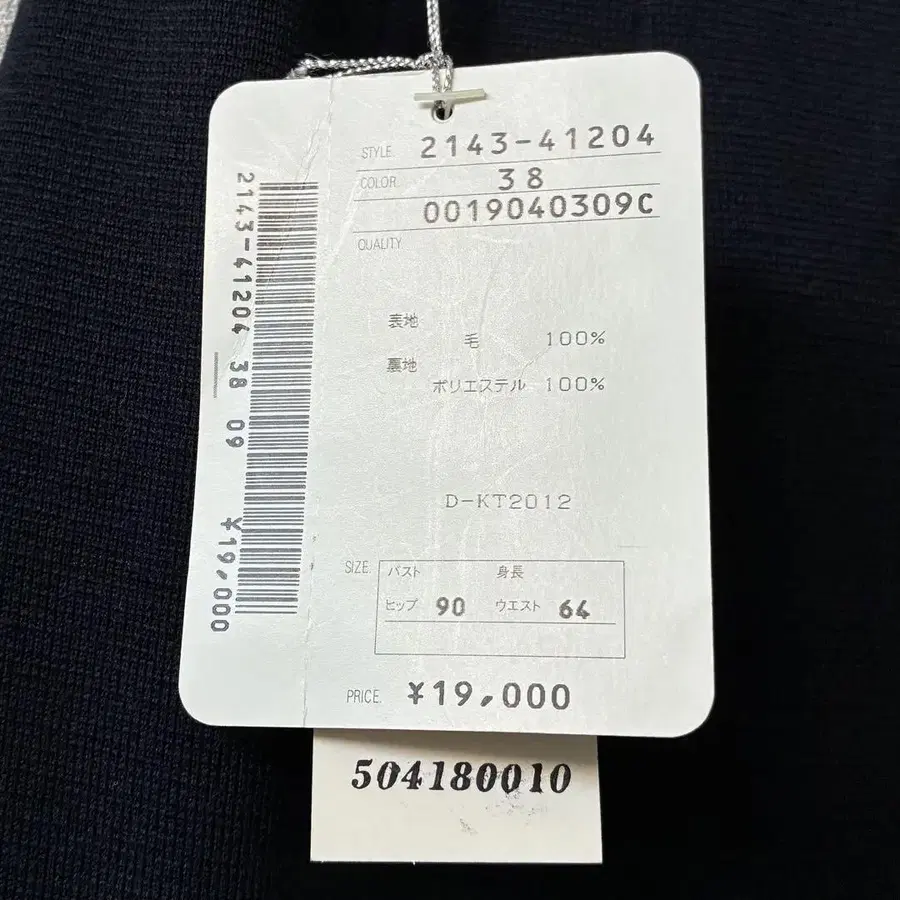 STYLE. 2143-41204
COLOR. 38
0019040309C
QUALITY
表地
毛 100%
裏地
ポリエステル 100%
D-KT2012
SIZE. バスト 身長
ヒップ 90 ウエスト 64
PRICE. ¥19,000
2143-41204 38 09 ¥19,000
504180010